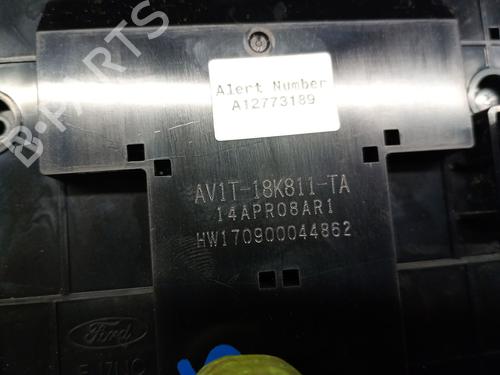 B-PARTS
Alert Number
A12773189
AV1T-18K811-TA
14APR08AR1
HW170900044862
Ford